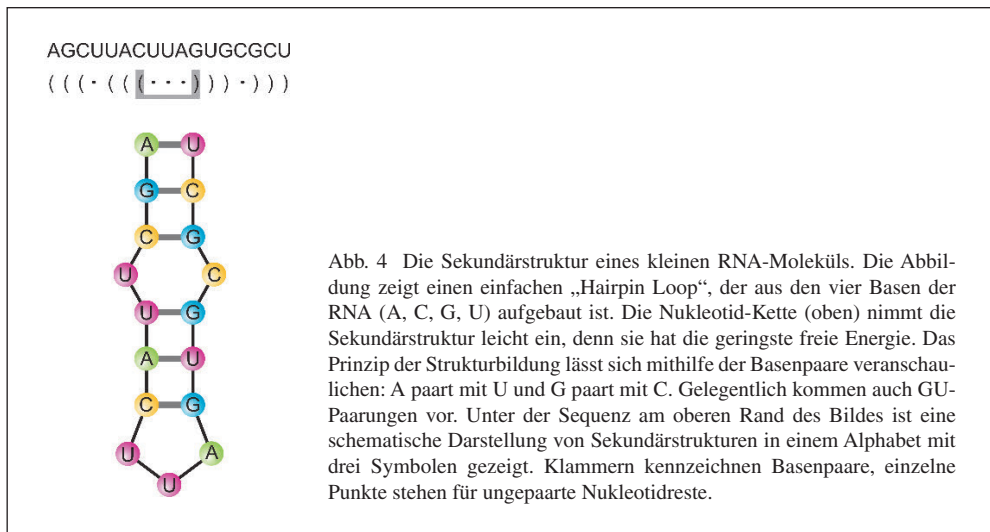 AGCUUACUUAGUGCGCU
(((·(((···)))·)))
A U
G C
C G
U C
U G
A U
C G
U A
U
Abb. 4 Die Sekundärstruktur eines kleinen RNA-Moleküls. Die Abbil-
dung zeigt einen einfachen „Hairpin Loop“, der aus den vier Basen der
RNA (A, C, G, U) aufgebaut ist. Die Nukleotid-Kette (oben) nimmt die
Sekundärstruktur leicht ein, denn sie hat die geringste freie Energie. Das
Prinzip der Strukturbildung lässt sich mithilfe der Basenpaare veranschau-
lichen: A paart mit U und G paart mit C. Gelegentlich kommen auch GU-
Paarungen vor. Unter der Sequenz am oberen Rand des Bildes ist eine
schematische Darstellung von Sekundärstrukturen in einem Alphabet mit
drei Symbolen gezeigt. Klammern kennzeichnen Basenpaare, einzelne
Punkte stehen für ungepaarte Nukleotidreste.